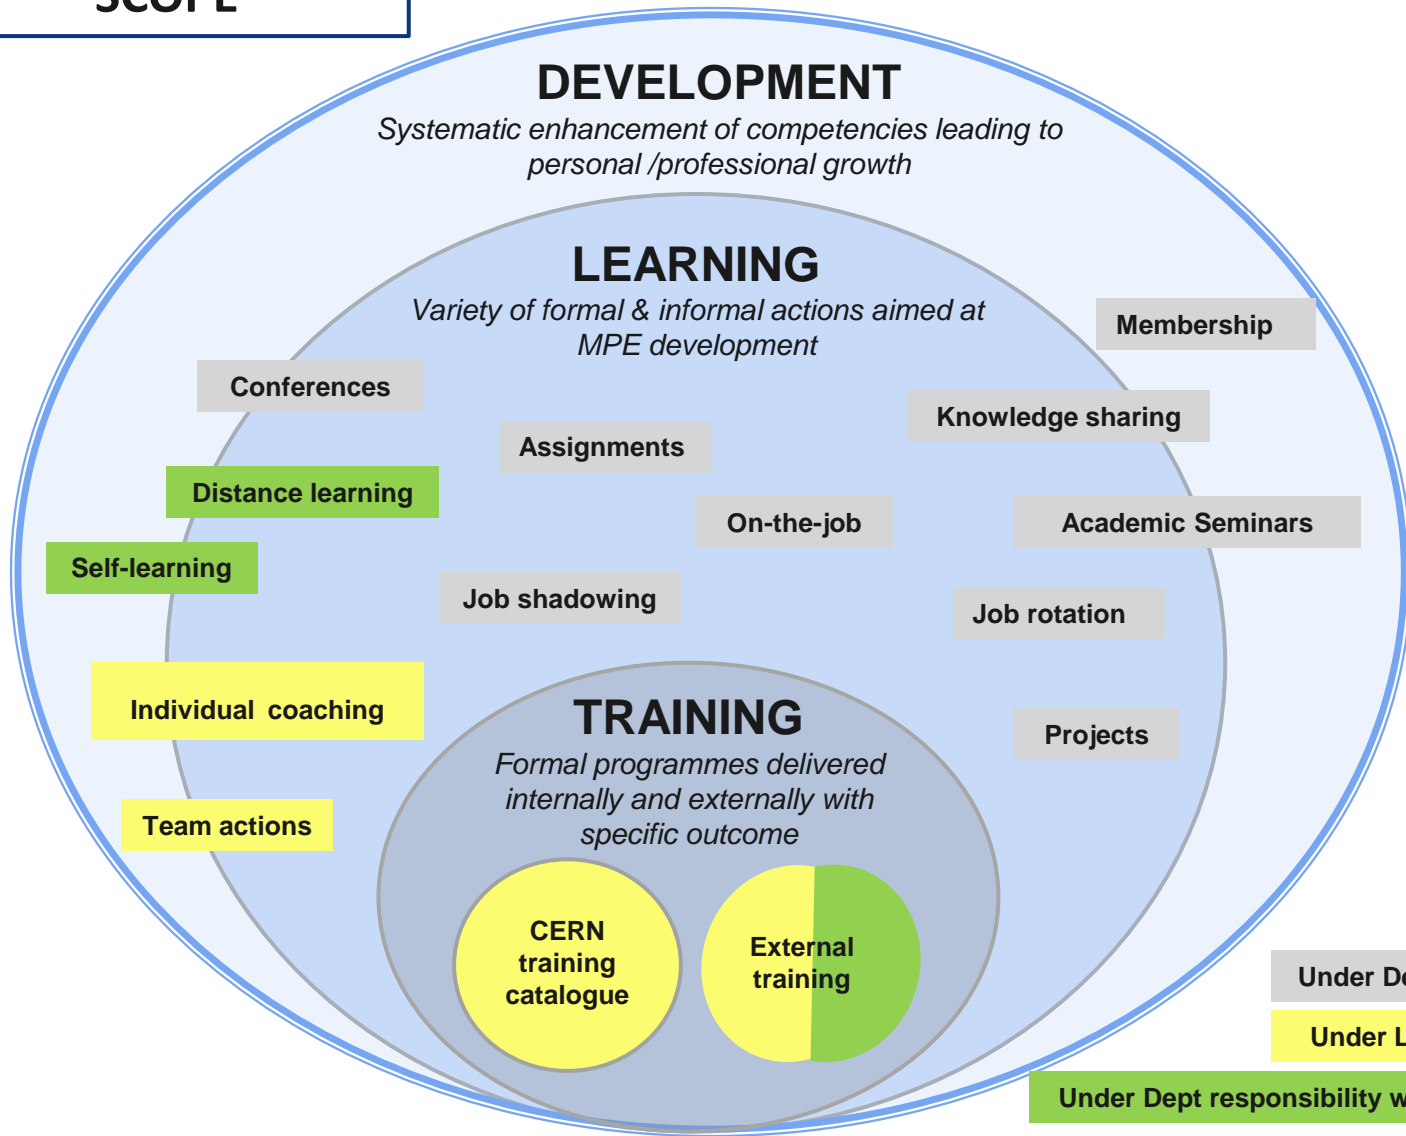 SCOPE
DEVELOPMENT
Systematic enhancement of competencies leading to
personal /professional growth
LEARNING
Variety of formal & informal actions aimed at
MPE development
Membership
Conferences
Knowledge sharing
Assignments
Distance learning
On-the-job
Academic Seminars
Self-learning
Job shadowing
Job rotation
Individual coaching
TRAINING
Projects
Formal programmes delivered
internally and externally with
specific outcome
Team actions
CERN
training
catalogue
External
training
Under De
Under L
Under Dept responsibility w